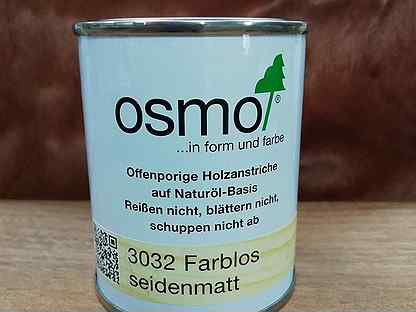 osmo®
...in form und farbe
Offenporige Holzanstriche
auf Naturöl-Basis
Reißen nicht, blättern nicht,
schuppen nicht ab
3032 Farblos
seidenmatt